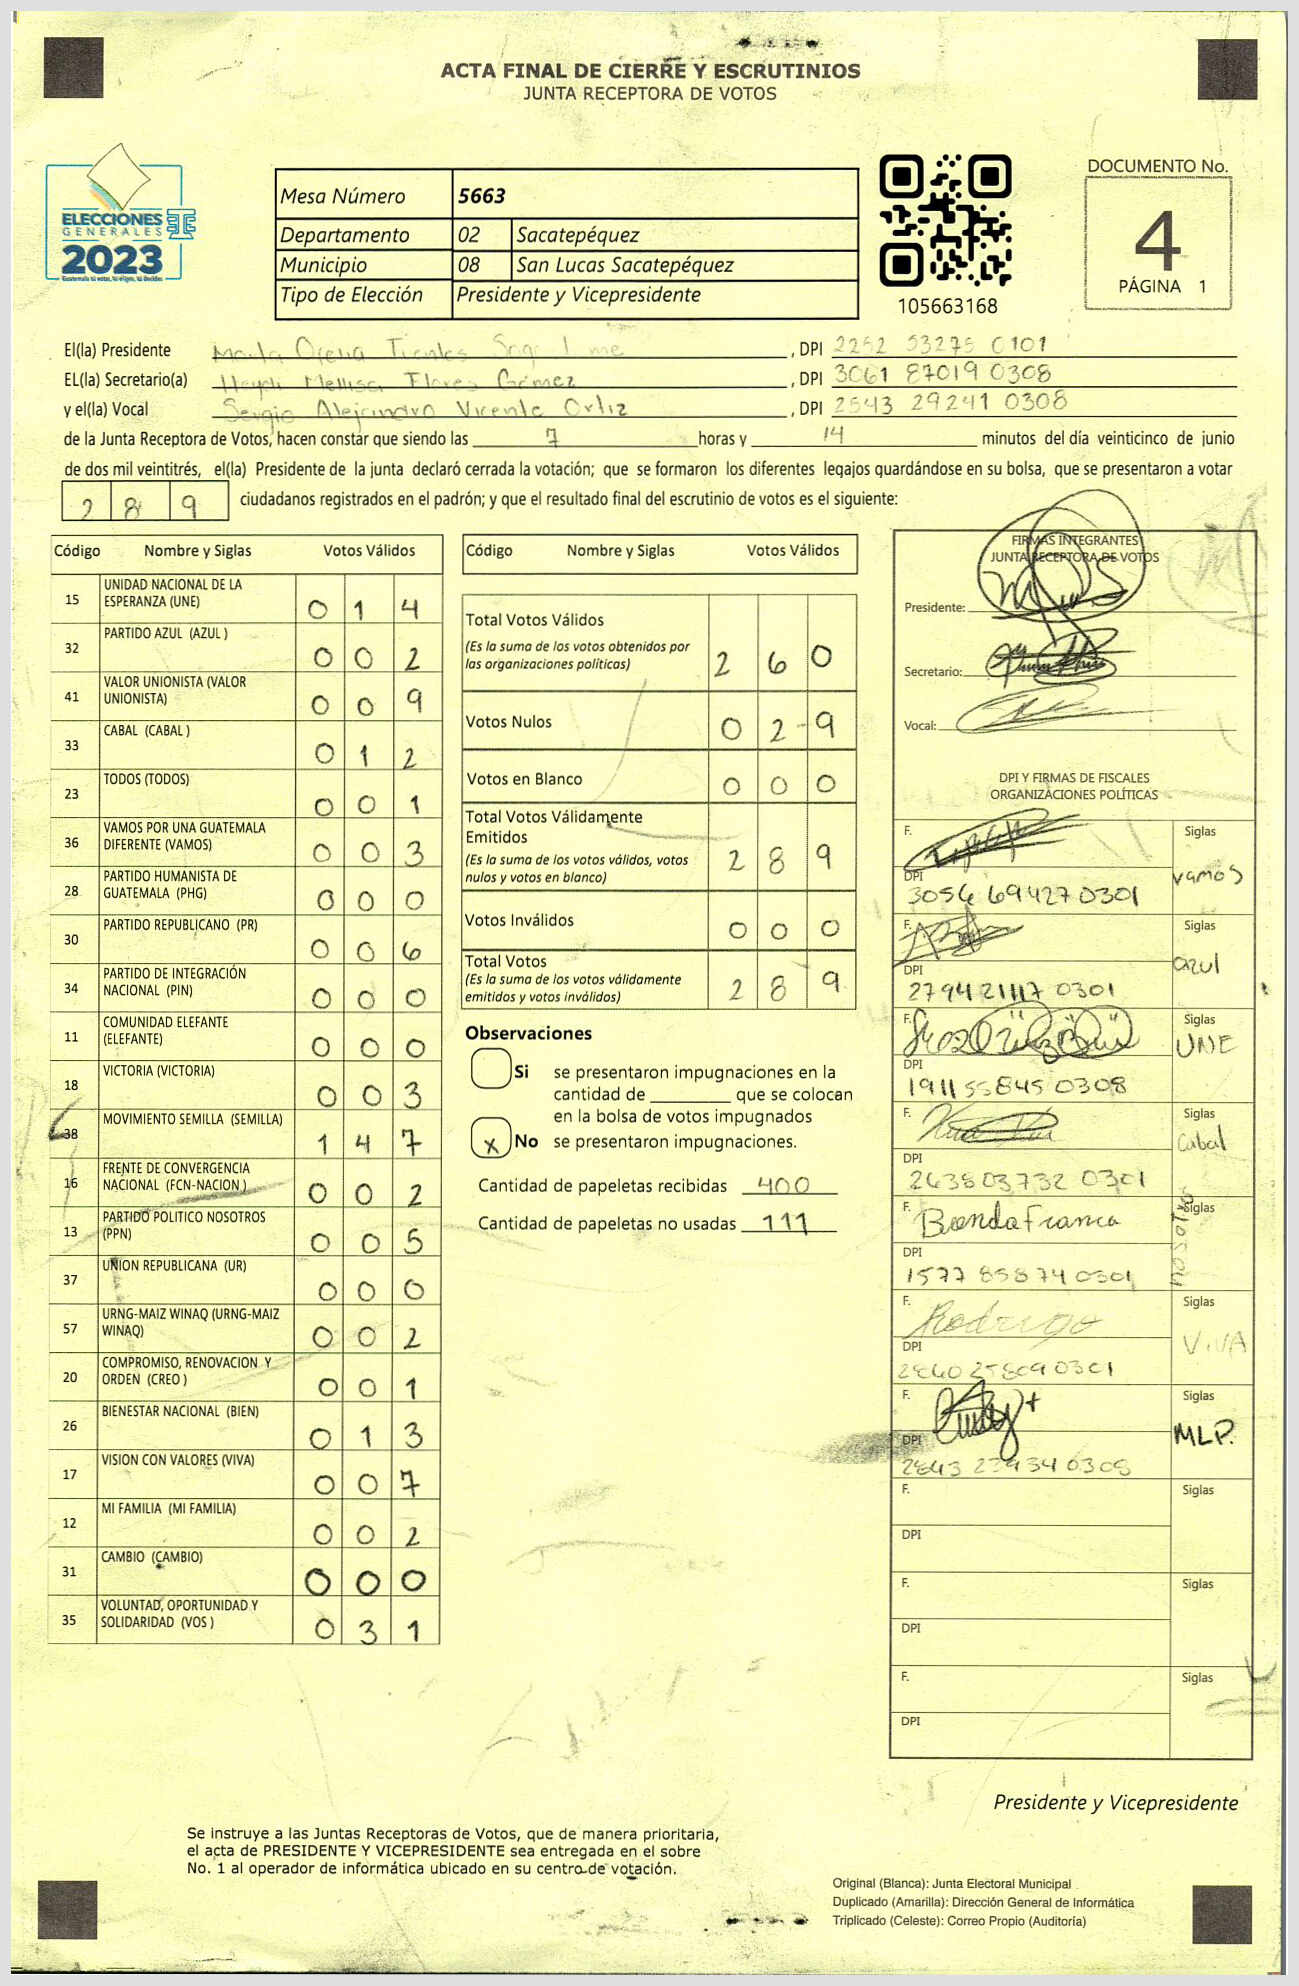 ACTA FINAL DE CIERRE Y ESCRUTINIOS
JUNTA RECEPTORA DE VOTOS
ELECCIONES
GENERALES
2023
Mesa Número 5663
Departamento 02 Sacatepéquez
Municipio 08 San Lucas Sacatepéquez
Tipo de Elección Presidente y Vicepresidente
105663168
DOCUMENTO No.
4
PÁGINA 1
El(la) Presidente , DPI 2252 53275 0101
EL(la) Secretario(a) Heydi Mellisa Flores Gómez , DPI 3061 87019 0308
y el(la) Vocal Sergio Alejandro Vicente Ortiz , DPI 2543 29241 0308
de la Junta Receptora de Votos, hacen constar que siendo las 7 horas y 14 minutos del día veinticinco de junio
de dos mil veintitrés, el(la) Presidente de la junta declaró cerrada la votación; que se formaron los diferentes legajos guardándose en su bolsa, que se presentaron a votar
2 8 9 ciudadanos registrados en el padrón; y que el resultado final del escrutinio de votos es el siguiente:
Código Nombre y Siglas Votos Válidos
15 UNIDAD NACIONAL DE LA
ESPERANZA (UNE) 0 1 4
32 PARTIDO AZUL (AZUL ) 0 0 2
41 VALOR UNIONISTA (VALOR
UNIONISTA) 0 0 9
33 CABAL (CABAL ) 0 1 2
23 TODOS (TODOS) 0 0 1
36 VAMOS POR UNA GUATEMALA
DIFERENTE (VAMOS) 0 0 3
28 PARTIDO HUMANISTA DE
GUATEMALA (PHG) 0 0 0
30 PARTIDO REPUBLICANO (PR) 0 0 6
34 PARTIDO DE INTEGRACIÓN
NACIONAL (PIN) 0 0 0
11 COMUNIDAD ELEFANTE
(ELEFANTE) 0 0 0
18 VICTORIA (VICTORIA) 0 0 3
38 MOVIMIENTO SEMILLA (SEMILLA) 1 4 7
16 FRENTE DE CONVERGENCIA
NACIONAL (FCN-NACION ) 0 0 2
13 PARTIDO POLITICO NOSOTROS
(PPN) 0 0 5
37 UNION REPUBLICANA (UR) 0 0 0
57 URNG-MAIZ WINAQ (URNG-MAIZ
WINAQ) 0 0 2
20 COMPROMISO, RENOVACION Y
ORDEN (CREO ) 0 0 1
26 BIENESTAR NACIONAL (BIEN) 0 1 3
17 VISION CON VALORES (VIVA) 0 0 7
12 MI FAMILIA (MI FAMILIA) 0 0 2
31 CAMBIO (CAMBIO) 0 0 0
35 VOLUNTAD, OPORTUNIDAD Y
SOLIDARIDAD (VOS ) 0 3 1
Código Nombre y Siglas Votos Válidos
Total Votos Válidos
(Es la suma de los votos obtenidos por
las organizaciones políticas) 2 6 0
Votos Nulos 0 2 9
Votos en Blanco 0 0 0
Total Votos Válidamente
Emitidos
(Es la suma de los votos válidos, votos
nulos y votos en blanco) 2 8 9
Votos Inválidos 0 0 0
Total Votos
(Es la suma de los votos válidamente
emitidos y votos inválidos) 2 8 9
Observaciones
Si se presentaron impugnaciones en la
cantidad de que se colocan
en la bolsa de votos impugnados
x No se presentaron impugnaciones.
Cantidad de papeletas recibidas 400
Cantidad de papeletas no usadas 111
FIRMAS INTEGRANTES
JUNTA RECEPTORA DE VOTOS
Presidente:
Secretario:
Vocal:
DPI Y FIRMAS DE FISCALES
ORGANIZACIONES POLÍTICAS
F. Siglas
vamos
DPI
3056 69427 0301
F. Siglas
azul
DPI
2794 21117 0301
F. Siglas
UNE
DPI
1911 55845 0308
F. Siglas
Cabal
DPI
2638 03732 0301
F. Brenda Franco Siglas
nosotros
DPI
1577 85874 0301
F. Rodrigo Siglas
VIVA
DPI
2840 25809 0301
F. Siglas
MLP.
DPI
2843 23934 0308
F. Siglas
DPI
F. Siglas
DPI
F. Siglas
DPI
Presidente y Vicepresidente
Se instruye a las Juntas Receptoras de Votos, que de manera prioritaria,
el acta de PRESIDENTE Y VICEPRESIDENTE sea entregada en el sobre
No. 1 al operador de informática ubicado en su centro de votación.
Original (Blanca): Junta Electoral Municipal
Duplicado (Amarilla): Dirección General de Informática
Triplicado (Celeste): Correo Propio (Auditoría)